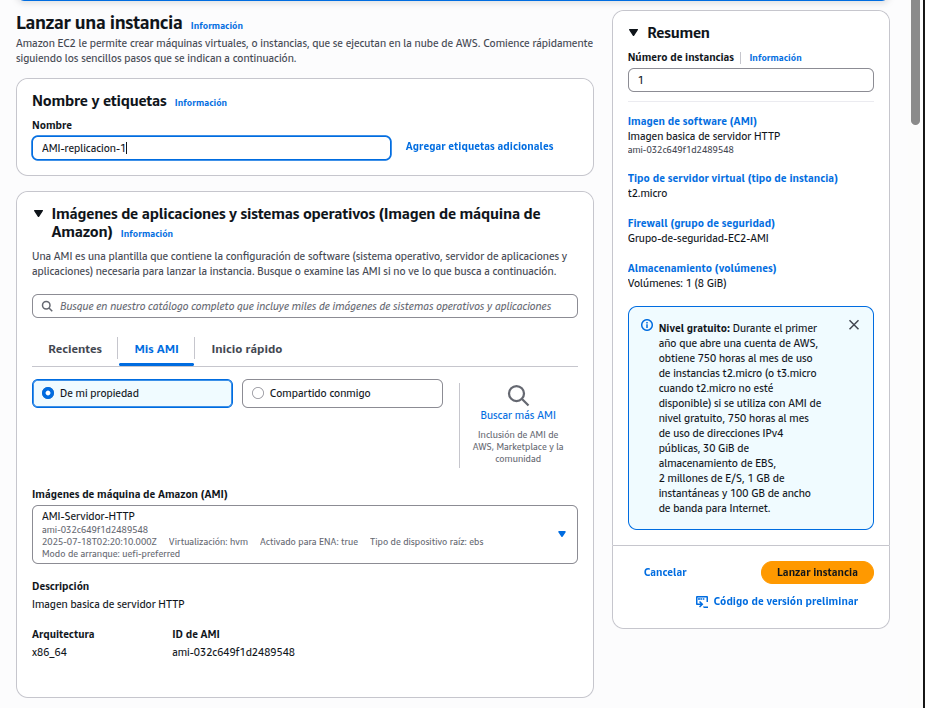 Lanzar una instancia Información
Amazon EC2 le permite crear máquinas virtuales, o instancias, que se ejecutan en la nube de AWS. Comience rápidamente
siguiendo los sencillos pasos que se indican a continuación.
Nombre y etiquetas Información
Nombre
AMI-replicacion-1
Agregar etiquetas adicionales
Imágenes de aplicaciones y sistemas operativos (Imagen de máquina de
Amazon) Información
Una AMI es una plantilla que contiene la configuración de software (sistema operativo, servidor de aplicaciones y
aplicaciones) necesaria para lanzar la instancia. Busque o examine las AMI si no ve lo que busca a continuación.
Busque en nuestro catálogo completo que incluye miles de imágenes de sistemas operativos y aplicaciones
Recientes Mis AMI Inicio rápido
De mi propiedad
Compartido conmigo
Buscar más AMI
Inclusión de AMI de
AWS, Marketplace y la
comunidad
Imágenes de máquina de Amazon (AMI)
AMI-Servidor-HTTP
ami-032c649f1d2489548
2025-07-18T02:20:10.000Z Virtualización: hvm Activado para ENA: true Tipo de dispositivo raíz: ebs
Modo de arranque: uefi-preferred
Descripción
Imagen basica de servidor HTTP
Arquitectura ID de AMI
x86_64 ami-032c649f1d2489548
Resumen
Número de instancias Información
1
Imagen de software (AMI)
Imagen basica de servidor HTTP
ami-032c649f1d2489548
Tipo de servidor virtual (tipo de instancia)
t2.micro
Firewall (grupo de seguridad)
Grupo-de-seguridad-EC2-AMI
Almacenamiento (volúmenes)
Volúmenes: 1 (8 GiB)
Nivel gratuito: Durante el primer
año que abre una cuenta de AWS,
obtiene 750 horas al mes de uso
de instancias t2.micro (o t3.micro
cuando t2.micro no esté
disponible) si se utiliza con AMI de
nivel gratuito, 750 horas al mes
de uso de direcciones IPv4
públicas, 30 GiB de
almacenamiento de EBS,
2 millones de E/S, 1 GB de
instantáneas y 100 GB de ancho
de banda para Internet.
Cancelar
Lanzar instancia
Código de versión preliminar